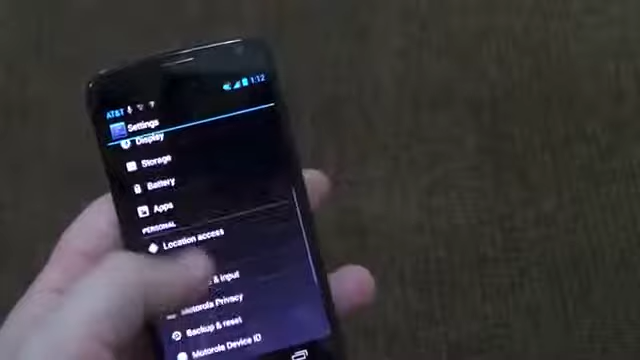 AT&T 1:12
Settings
Display
Storage
Battery
Apps
PERSONAL
Location access
& input
Motorola Privacy
Backup & reset
Motorola Device ID